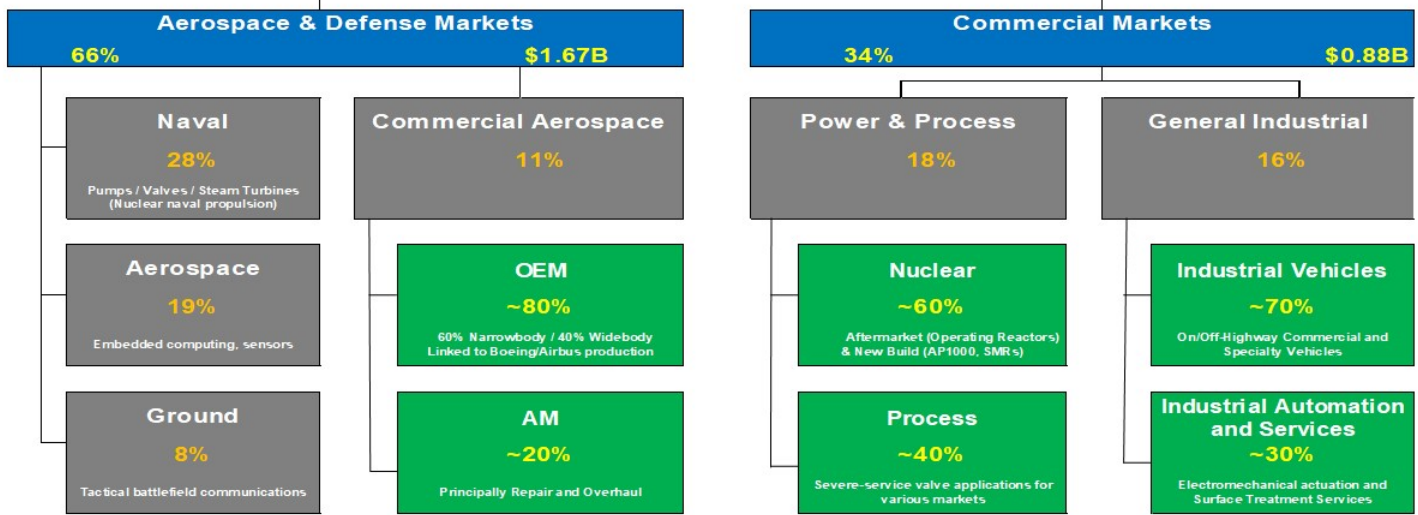 Aerospace & Defense Markets
66% $1.67B
Naval
28%
Pumps / Valves / Steam Turbines
(Nuclear naval propulsion)
Aerospace
19%
Embedded computing, sensors
Ground
8%
Tactical battlefield communications
Commercial Aerospace
11%
OEM
~80%
60% Narrowbody / 40% Widebody
Linked to Boeing/Airbus production
AM
~20%
Principally Repair and Overhaul
Commercial Markets
34% $0.88B
Power & Process
18%
Nuclear
~60%
Aftermarket (Operating Reactors)
& New Build (AP1000, SMRs)
Process
~40%
Severe-service valve applications for
various markets
General Industrial
16%
Industrial Vehicles
~70%
On/Off-Highway Commercial and
Specialty Vehicles
Industrial Automation
and Services
~30%
Electromechanical actuation and
Surface Treatment Services